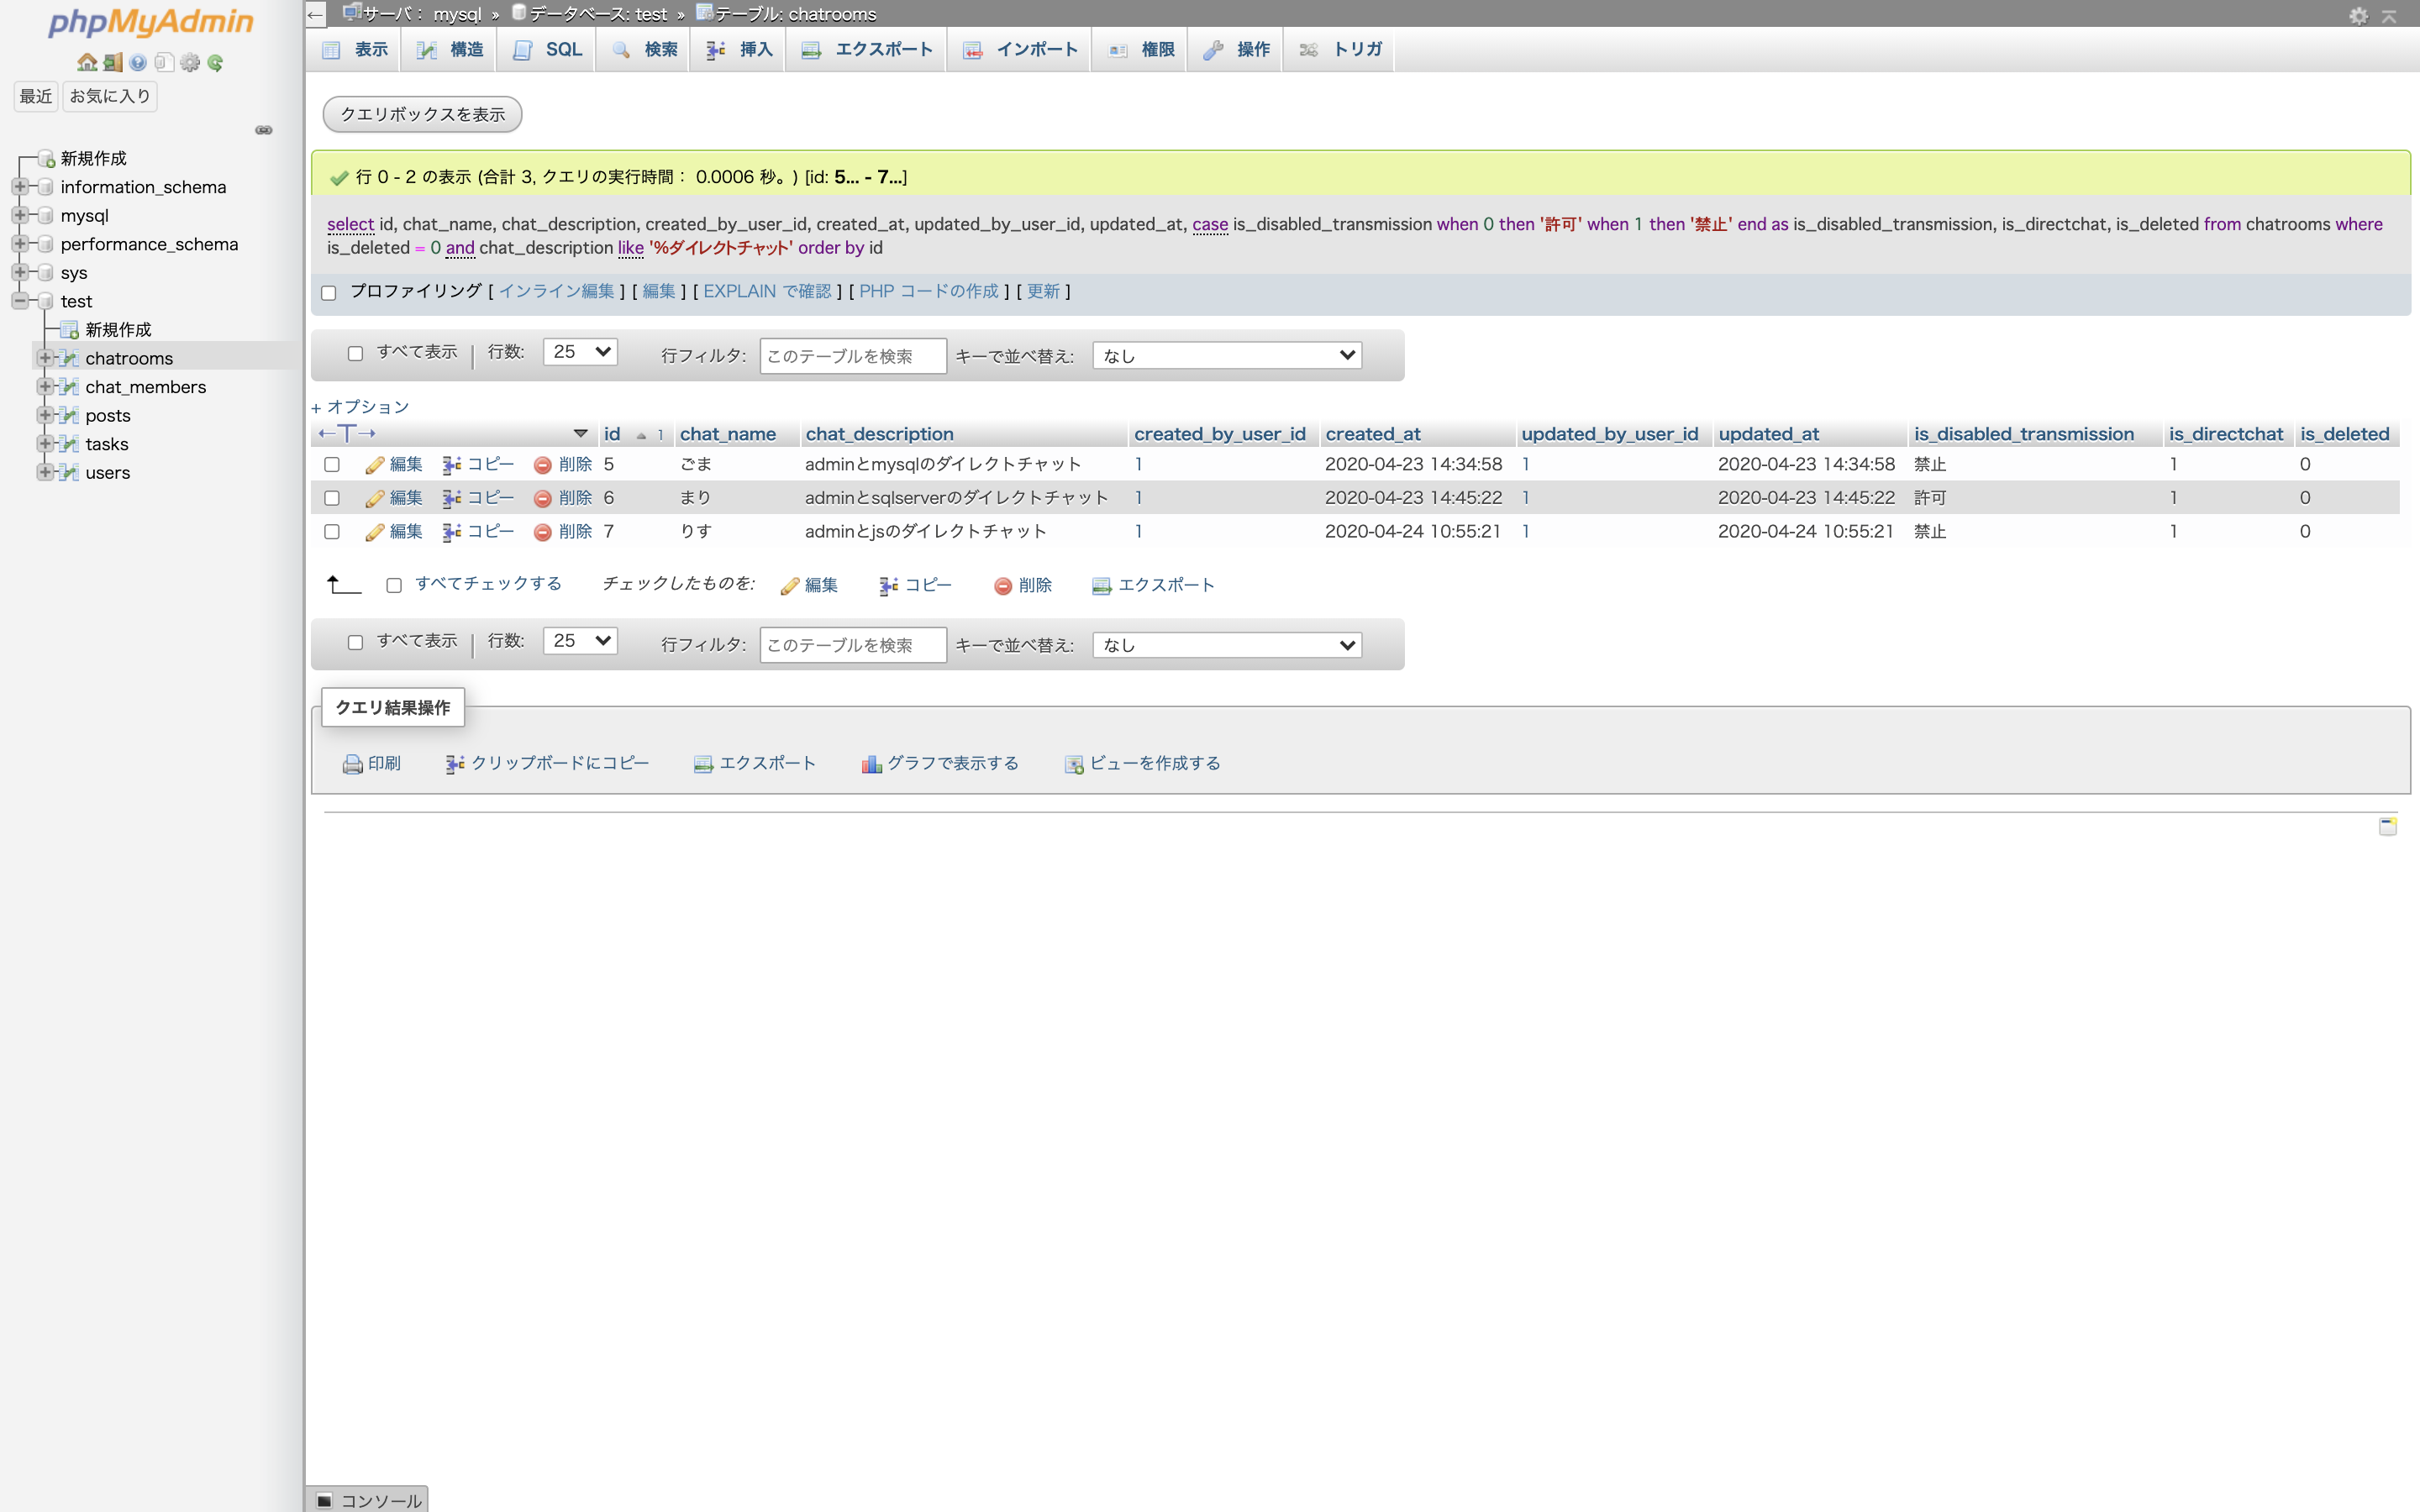 phpMyAdmin
最近 お気に入り
新規作成
information_schema
mysql
performance_schema
sys
test
新規作成
chatrooms
chat_members
posts
tasks
users
← サーバ： mysql » データベース: test » テーブル: chatrooms
表示 構造 SQL 検索 挿入 エクスポート インポート 権限 操作 トリガ
クエリボックスを表示
行 0 - 2 の表示 (合計 3, クエリの実行時間： 0.0006 秒。) [id: 5... - 7...]
select id, chat_name, chat_description, created_by_user_id, created_at, updated_by_user_id, updated_at, case is_disabled_transmission when 0 then '許可' when 1 then '禁止' end as is_disabled_transmission, is_directchat, is_deleted from chatrooms where
is_deleted = 0 and chat_description like '%ダイレクトチャット' order by id
プロファイリング [ インライン編集 ] [ 編集 ] [ EXPLAIN で確認 ] [ PHP コードの作成 ] [ 更新 ]
すべて表示 | 行数: 25 行フィルタ: このテーブルを検索 キーで並べ替え: なし
+ オプション
←T→ id 1 chat_name chat_description created_by_user_id created_at updated_by_user_id updated_at is_disabled_transmission is_directchat is_deleted
編集 コピー 削除 5 ごま adminとmysqlのダイレクトチャット 1 2020-04-23 14:34:58 1 2020-04-23 14:34:58 禁止 1 0
編集 コピー 削除 6 まり adminとsqlserverのダイレクトチャット 1 2020-04-23 14:45:22 1 2020-04-23 14:45:22 許可 1 0
編集 コピー 削除 7 りす adminとjsのダイレクトチャット 1 2020-04-24 10:55:21 1 2020-04-24 10:55:21 禁止 1 0
すべてチェックする チェックしたものを: 編集 コピー 削除 エクスポート
すべて表示 | 行数: 25 行フィルタ: このテーブルを検索 キーで並べ替え: なし
クエリ結果操作
印刷 クリップボードにコピー エクスポート グラフで表示する ビューを作成する
コンソール